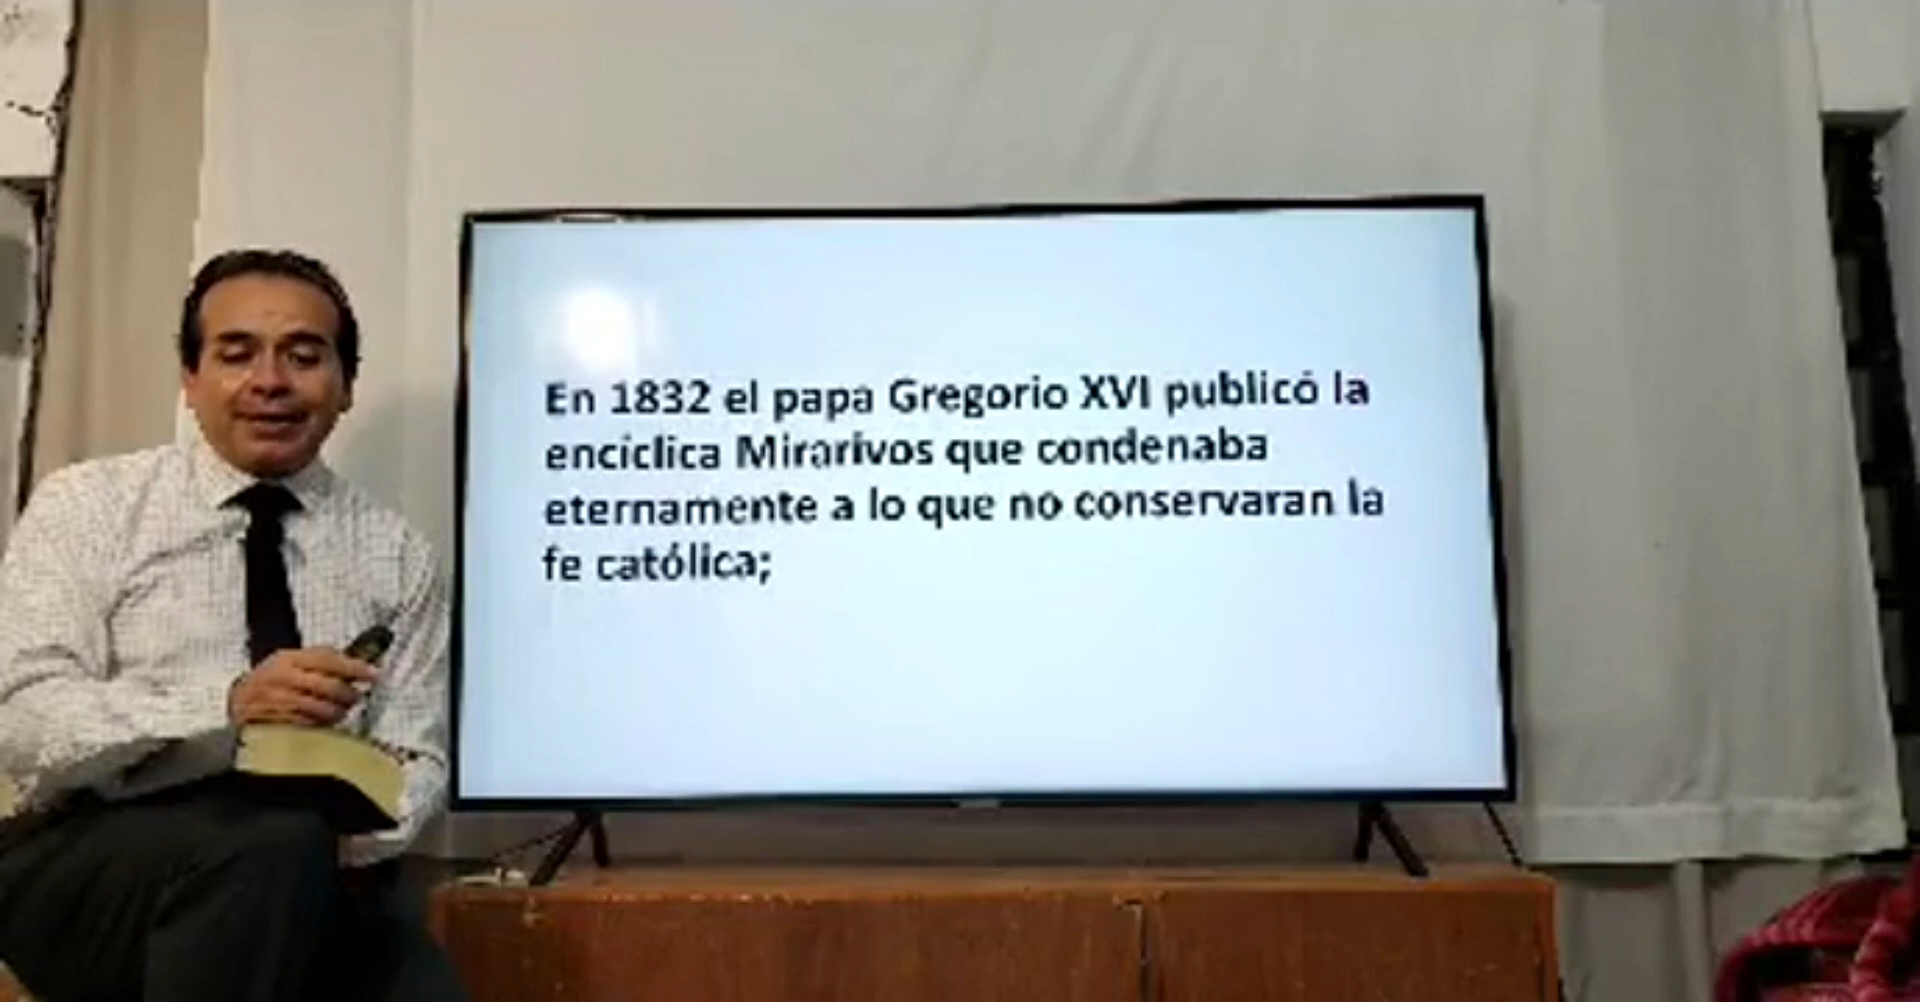 En 1832 el papa Gregorio XVI publicó la
encíclica Mirarivos que condenaba
eternamente a lo que no conservaran la
fe católica;